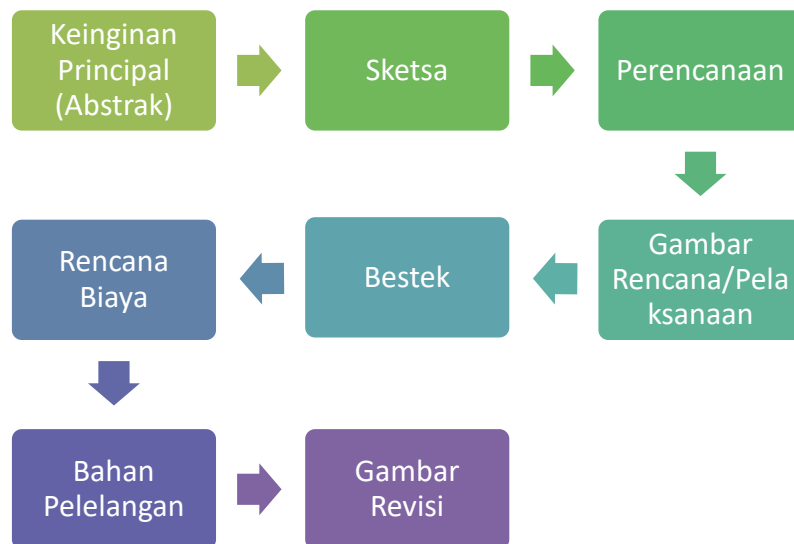 Keinginan
Principal
(Abstrak)
Sketsa
Perencanaan
Gambar
Rencana/Pela
ksanaan
Bestek
Rencana
Biaya
Bahan
Pelelangan
Gambar
Revisi